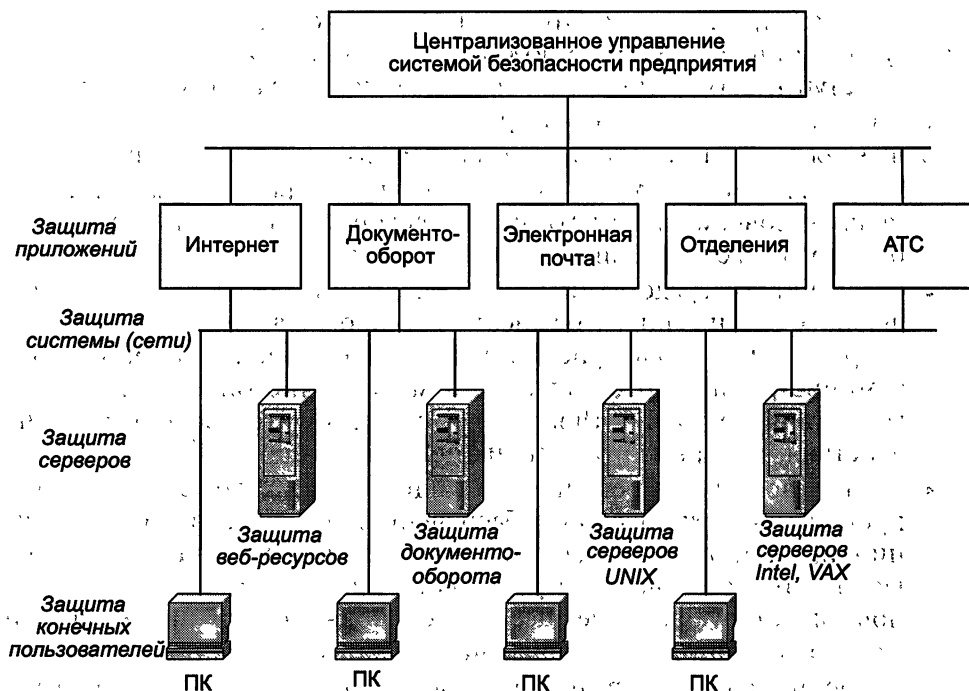 Централизованное управление
системой безопасности предприятия
Защита
приложений
Интернет
Документо-
оборот
Электронная
почта
Отделения
АТС
Защита
системы (сети)
Защита
серверов
Защита
веб-ресурсов
Защита
документо-
оборота
Защита
серверов
UNIX
Защита
серверов
Intel, VAX
Защита
конечных
пользователей
ПК
ПК
ПК
ПК